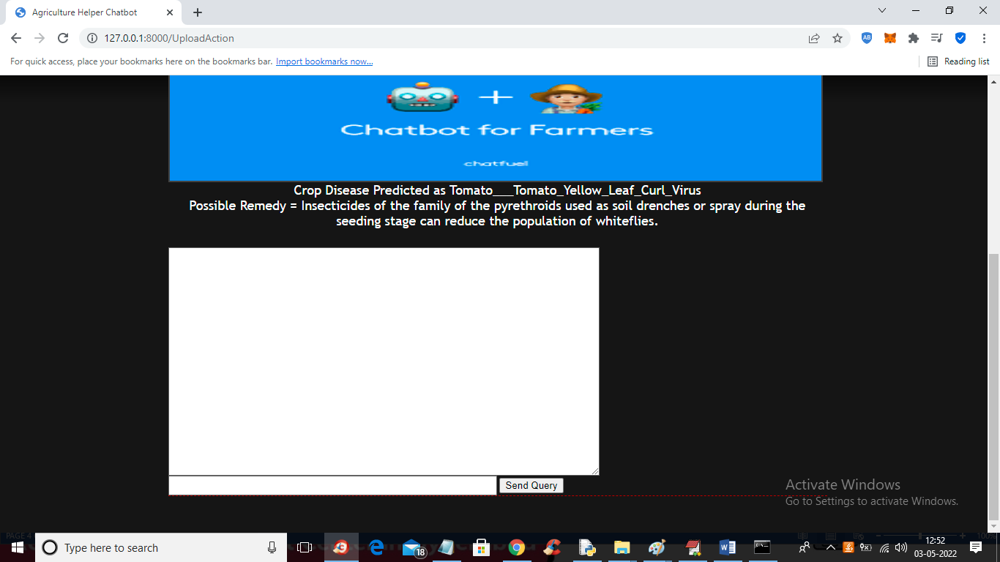 Agriculture Helper Chatbot
127.0.0.1:8000/UploadAction
AB
For quick access, place your bookmarks here on the bookmarks bar. Import bookmarks now...
Reading list
Chatbot for Farmers
chatfuel
Crop Disease Predicted as Tomato___Tomato_Yellow_Leaf_Curl_Virus
Possible Remedy = Insecticides of the family of the pyrethroids used as soil drenches or spray during the
seeding stage can reduce the population of whiteflies.
Send Query
Activate Windows
Go to Settings to activate Windows.
PAGE 4
100%
Type here to search
18
12:52
03-05-2022